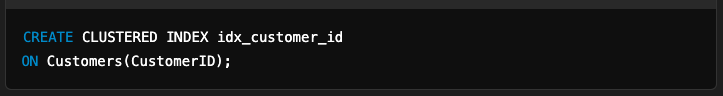 CREATE CLUSTERED INDEX idx_customer_id
ON Customers(CustomerID);